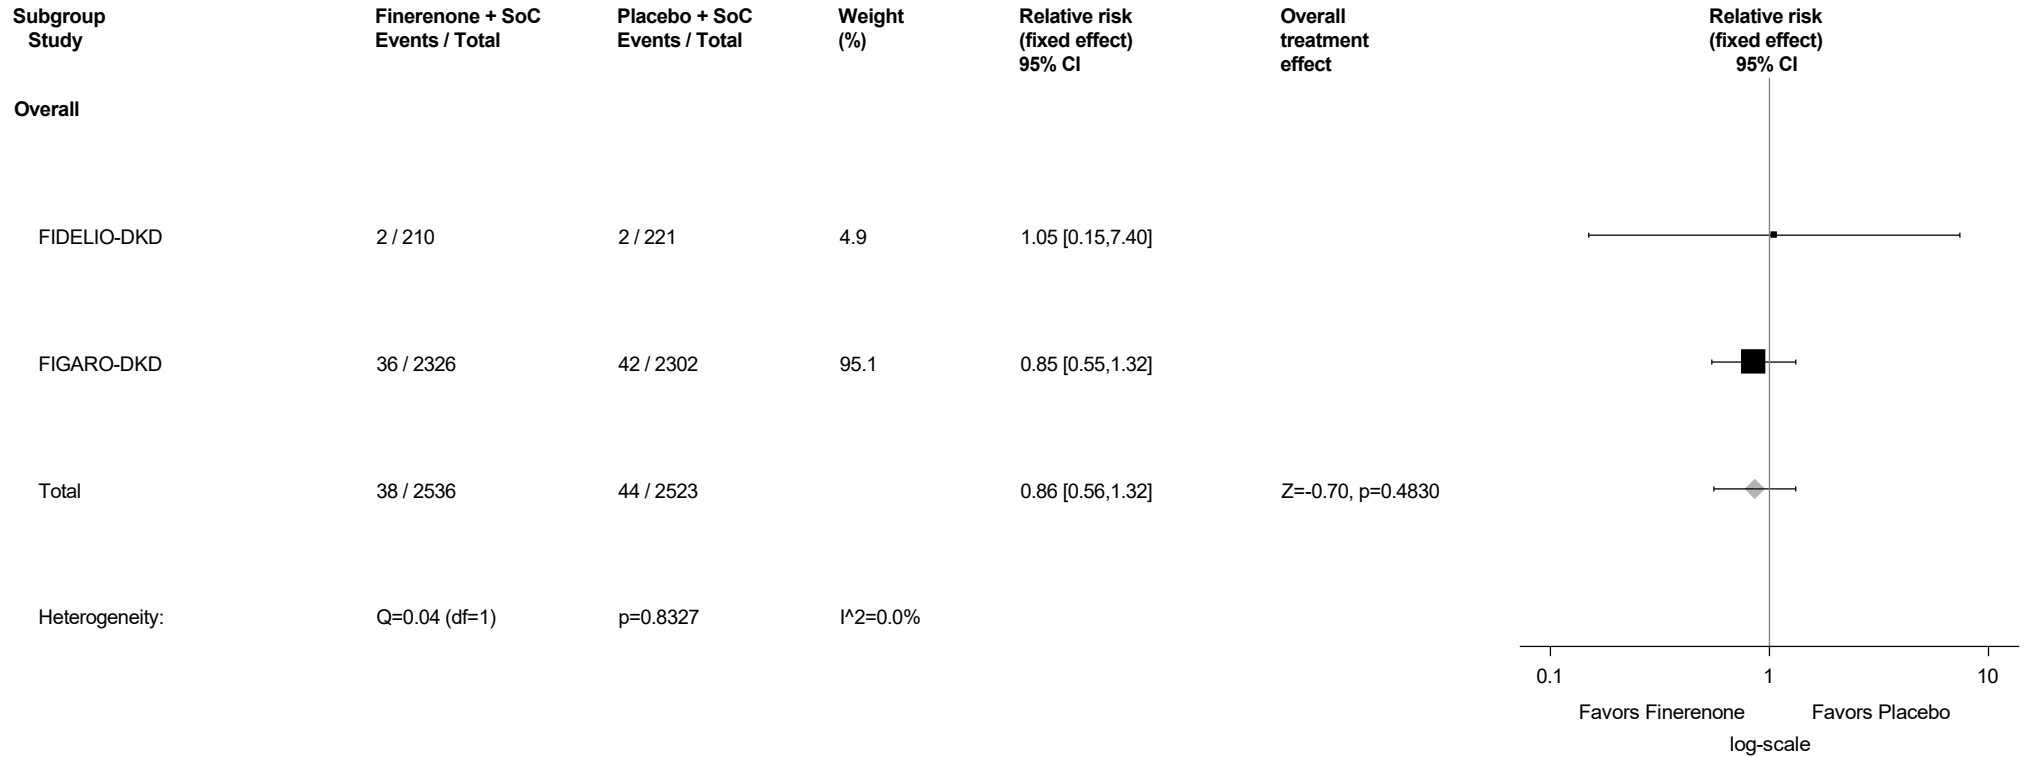 Subgroup Finerenone + SoC Placebo + SoC Weight Relative risk Overall Relative risk
Study Events / Total Events / Total (%) (fixed effect) treatment (fixed effect)
95% CI effect 95% CI
Overall
FIDELIO-DKD 2 / 210 2 / 221 4.9 1.05 [0.15,7.40]
FIGARO-DKD 36 / 2326 42 / 2302 95.1 0.85 [0.55,1.32]
Total 38 / 2536 44 / 2523 0.86 [0.56,1.32] Z=-0.70, p=0.4830
Heterogeneity: Q=0.04 (df=1) p=0.8327 I^2=0.0%
0.1 1 10
Favors Finerenone Favors Placebo
log-scale